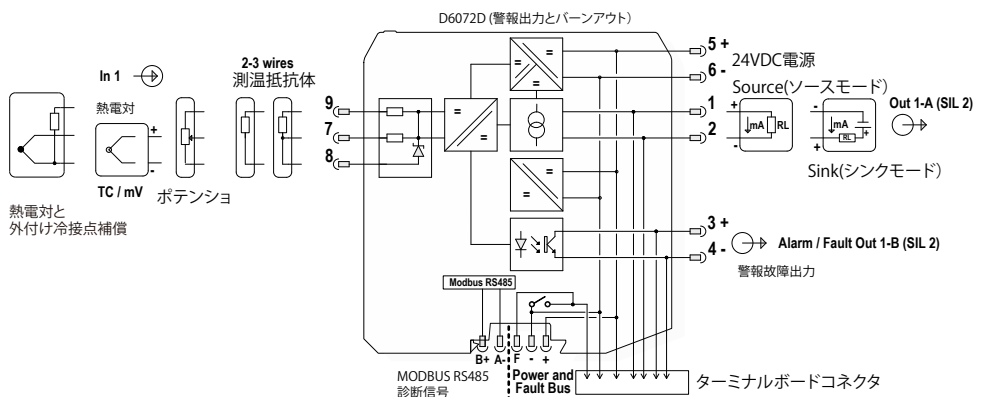 D6072D (警報出力とバーンアウト)
In 1
2-3 wires
測温抵抗体
熱電対
+
-
TC / mV
ポテンショ
熱電対と
外付け冷接点補償
9
7
8
=
=
=
=
=
=
=
5 +
6 -
24VDC電源
Source(ソースモード)
1
2
+
mA
RL
-
-
mA
RL
+
+
Out 1-A (SIL 2)
Sink(シンクモード)
3 +
4 -
Alarm / Fault Out 1-B (SIL 2)
警報故障出力
Modbus RS485
B+ A- F - +
MODBUS RS485
診断信号
Power and
Fault Bus
ターミナルボードコネクタ